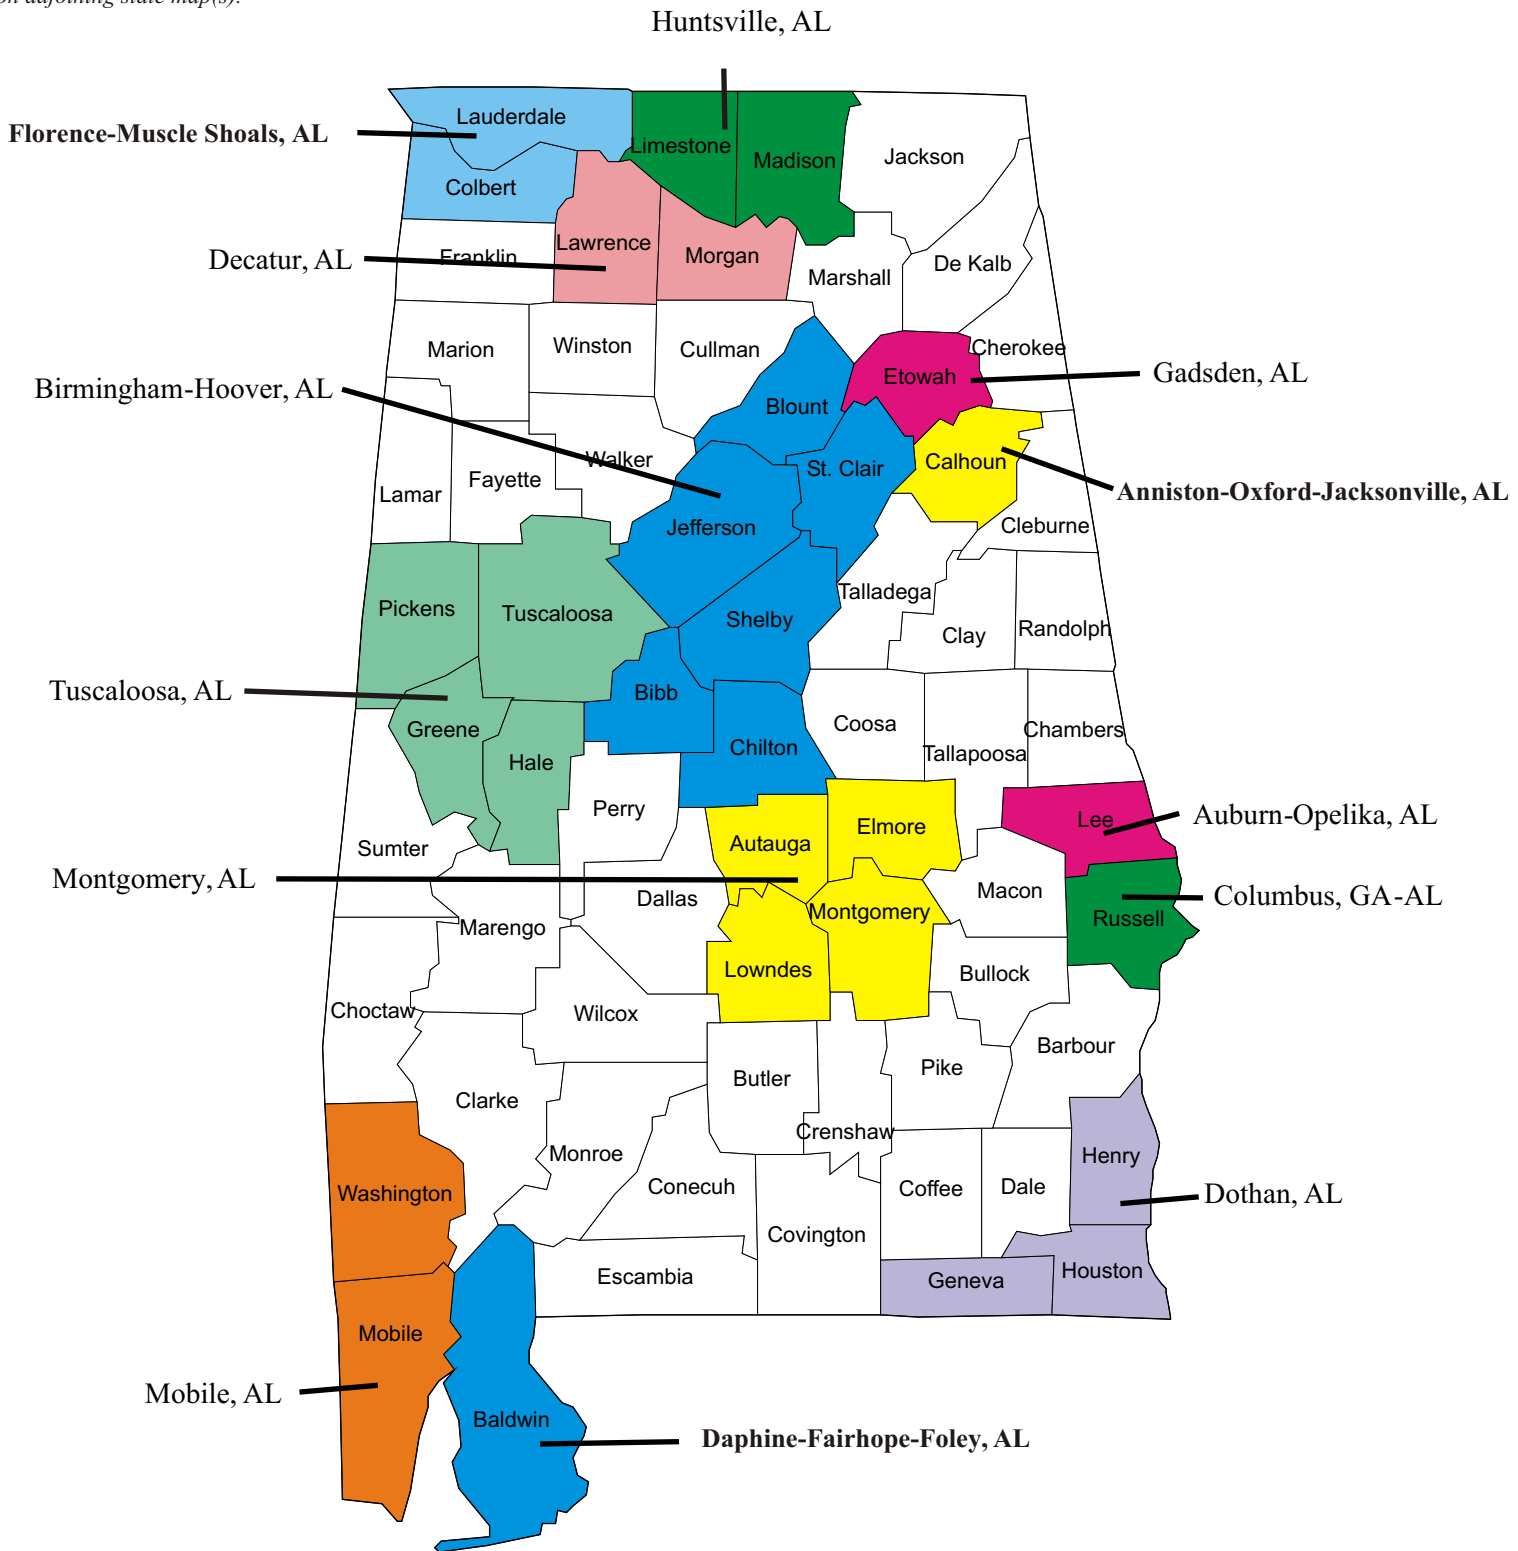 on adjoining state map(s).
Huntsville, AL
Lauderdale
Florence-Muscle Shoals, AL
Limestone
Madison
Jackson
Colbert
Lawrence
Decatur, AL
Franklin
Morgan
De Kalb
Marshall
Marion
Winston
Cullman
Cherokee
Etowah
Gadsden, AL
Birmingham-Hoover, AL
Blount
Walker
St. Clair
Calhoun
Fayette
Lamar
Anniston-Oxford-Jacksonville, AL
Jefferson
Cleburne
Talladega
Pickens
Tuscaloosa
Shelby
Clay
Randolph
Tuscaloosa, AL
Bibb
Greene
Coosa
Chambers
Hale
Chilton
Tallapoosa
Perry
Elmore
Lee
Auburn-Opelika, AL
Autauga
Sumter
Montgomery, AL
Dallas
Macon
Columbus, GA-AL
Montgomery
Russell
Marengo
Lowndes
Bullock
Choctaw
Wilcox
Barbour
Pike
Butler
Clarke
Crenshaw
Monroe
Henry
Washington
Conecuh
Coffee
Dale
Dothan, AL
Covington
Escambia
Geneva
Houston
Mobile
Mobile, AL
Baldwin
Daphine-Fairhope-Foley, AL